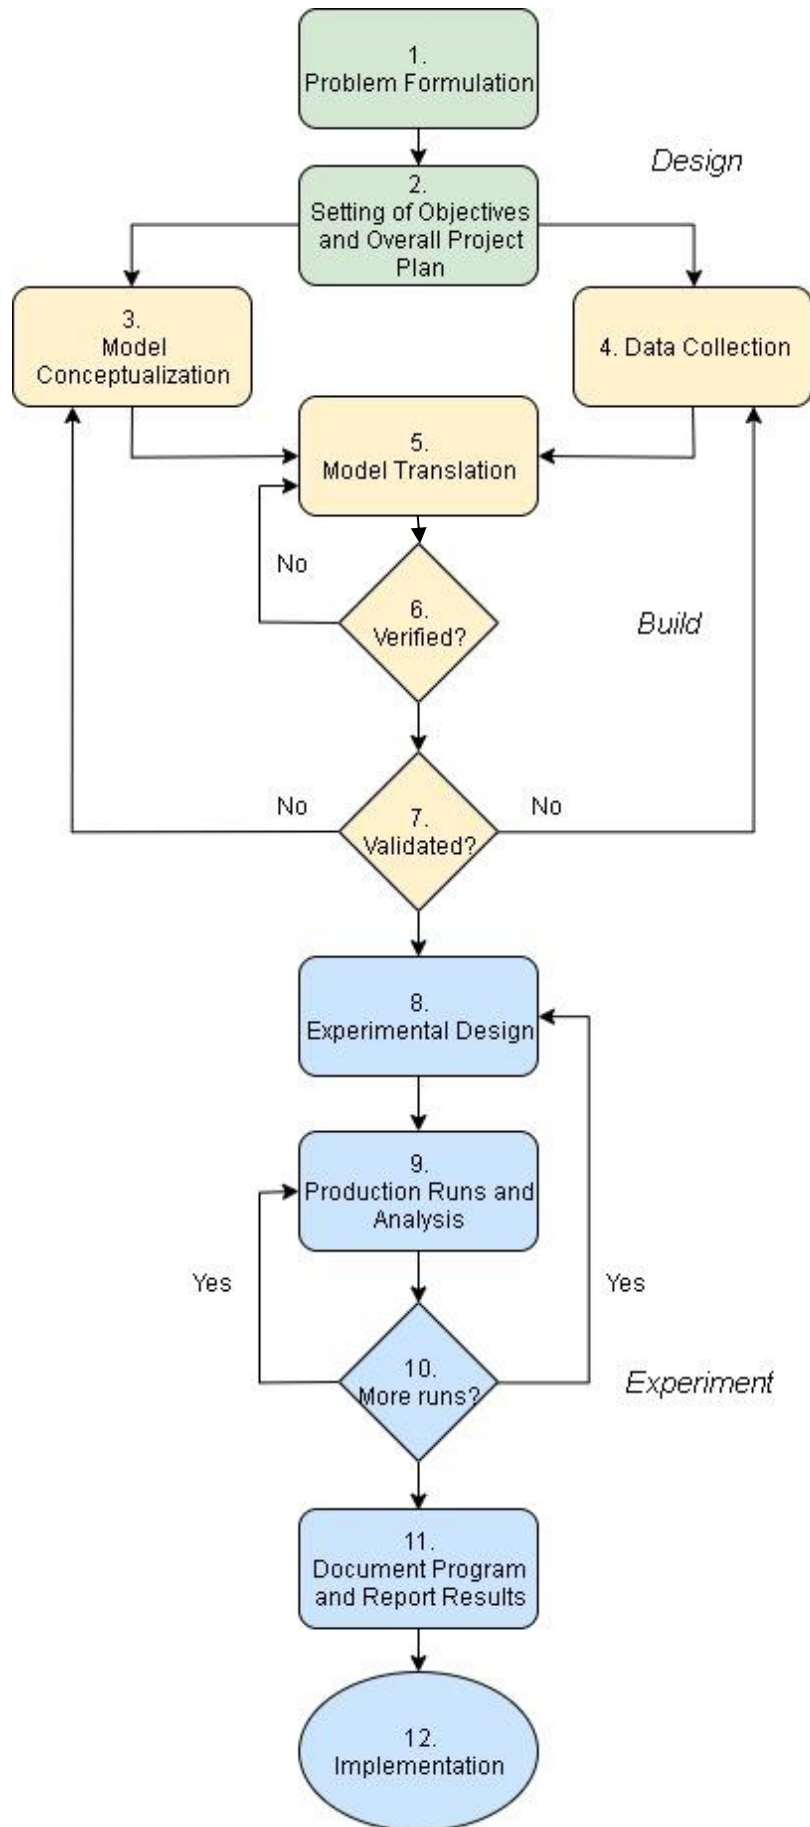 1.
Problem Formulation
Design
2.
Setting of Objectives
and Overall Project
Plan
3.
Model
Conceptualization
4. Data Collection
5.
Model Translation
No
6.
Verified?
Build
No
No
7.
Validated?
8.
Experimental Design
9.
Production Runs and
Analysis
Yes
Yes
10.
More runs?
Experiment
11.
Document Program
and Report Results
12.
Implementation